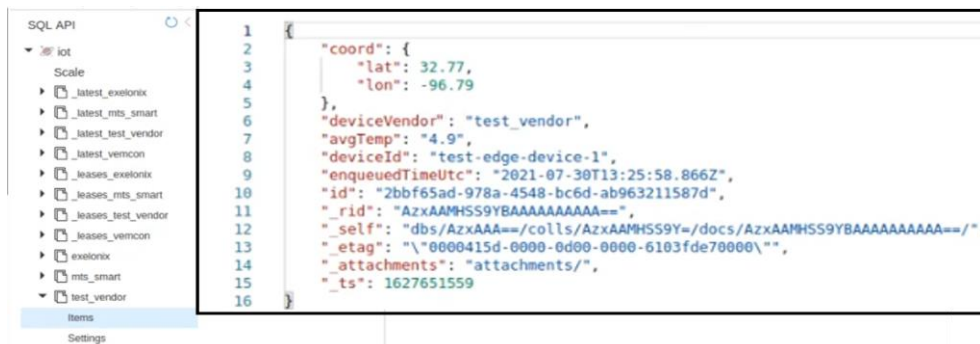 SQL API
iot
Scale
_latest_exelonix
_latest_mts_smart
_latest_test_vendor
_latest_vemcon
_leases_exelonix
_leases_mts_smart
_leases_test_vendor
_leases_vemcon
exelonix
mts_smart
test_vendor
Items
Settings
1 {
2 "coord": {
3 "lat": 32.77,
4 "lon": -96.79
5 },
6 "deviceVendor": "test_vendor",
7 "avgTemp": "4.9",
8 "deviceId": "test-edge-device-1",
9 "enqueuedTimeUtc": "2021-07-30T13:25:58.866Z",
10 "id": "2bbf65ad-978a-4548-bc6d-ab963211587d",
11 "_rid": "AzxAAMHSS9YBAAAAAAAAAA==",
12 "_self": "dbs/AzxAAA==/colls/AzxAAMHSS9Y=/docs/AzxAAMHSS9YBAAAAAAAAAA==/"
13 "_etag": "\"0000415d-0000-0d00-0000-6103fde70000\"",
14 "_attachments": "attachments/",
15 "_ts": 1627651559
16 }